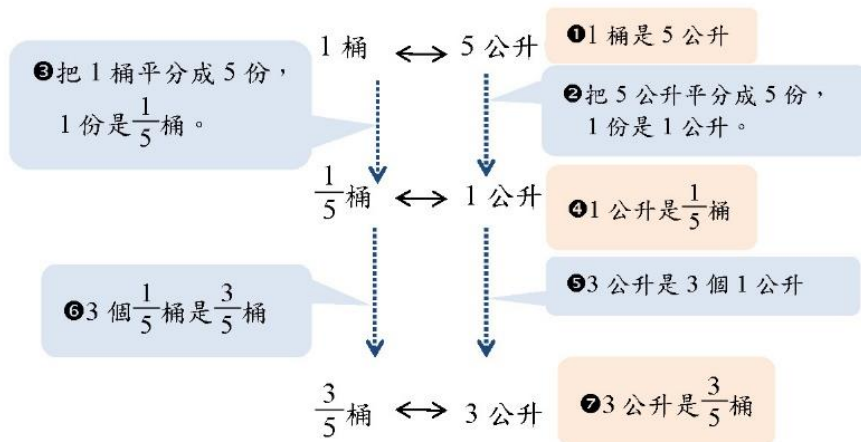 1 桶 ↔ 5 公升
❶1 桶是 5 公升
❸把 1 桶平分成 5 份，
1 份是 1/5 桶。
❷把 5 公升平分成 5 份，
1 份是 1 公升。
1/5 桶 ↔ 1 公升
❹1 公升是 1/5 桶
❻3 個 1/5 桶是 3/5 桶
❺3 公升是 3 個 1 公升
3/5 桶 ↔ 3 公升
❼3 公升是 3/5 桶